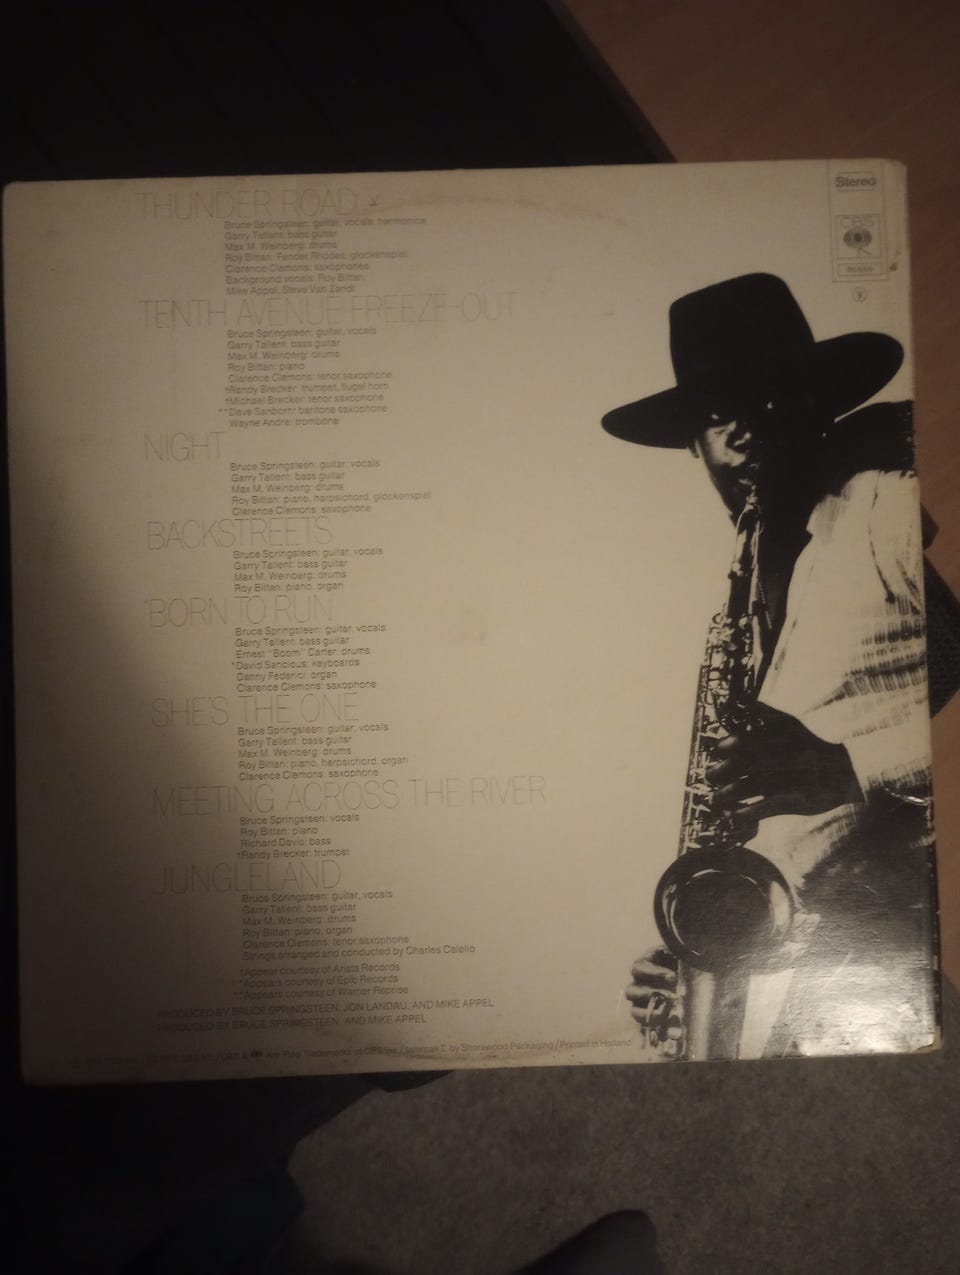 THUNDER ROAD
Bruce Springsteen: guitar, vocals, harmonica
Garry Tallent: bass guitar
Max M. Weinberg: drums
Roy Bittan: Fender Rhodes, glockenspiel
Clarence Clemons: saxophones
Background vocals: Roy Bittan,
Mike Appel, Steve Van Zandt
TENTH AVENUE FREEZE-OUT
Bruce Springsteen: guitar, vocals
Garry Tallent: bass guitar
Max M. Weinberg: drums
Roy Bittan: piano
Clarence Clemons: tenor saxophone
†Randy Brecker: trumpet, flugel horn
†Michael Brecker: tenor saxophone
**Dave Sanborn: baritone saxophone
Wayne Andre: trombone
NIGHT
Bruce Springsteen: guitar, vocals
Garry Tallent: bass guitar
Max M. Weinberg: drums
Roy Bittan: piano, harpsichord, glockenspiel
Clarence Clemons: saxophone
BACKSTREETS
Bruce Springsteen: guitar, vocals
Garry Tallent: bass guitar
Max M. Weinberg: drums
Roy Bittan: piano, organ
*BORN TO RUN
Bruce Springsteen: guitar, vocals
Garry Tallent: bass guitar
Ernest "Boom" Carter: drums
*David Sancious: keyboards
Danny Federici: organ
Clarence Clemons: saxophone
SHE'S THE ONE
Bruce Springsteen: guitar, vocals
Garry Tallent: bass guitar
Max M. Weinberg: drums
Roy Bittan: piano, harpsichord, organ
Clarence Clemons: saxophone
MEETING ACROSS THE RIVER
Bruce Springsteen: vocals
Roy Bittan: piano
Richard Davis: bass
†Randy Brecker: trumpet
JUNGLELAND
Bruce Springsteen: guitar, vocals
Garry Tallent: bass guitar
Max M. Weinberg: drums
Roy Bittan: piano, organ
Clarence Clemons: tenor saxophone
Strings arranged and conducted by Charles Calello
†Appear courtesy of Arista Records
*Appears courtesy of Epic Records
**Appears courtesy of Warner Reprise
PRODUCED BY BRUCE SPRINGSTEEN, JON LANDAU, AND MIKE APPEL
*PRODUCED BY BRUCE SPRINGSTEEN, AND MIKE APPEL
Are Reg. Trademarks of CBS Inc. / by Shorewood Packaging / Printed in Holland
Stereo
CBS
Y